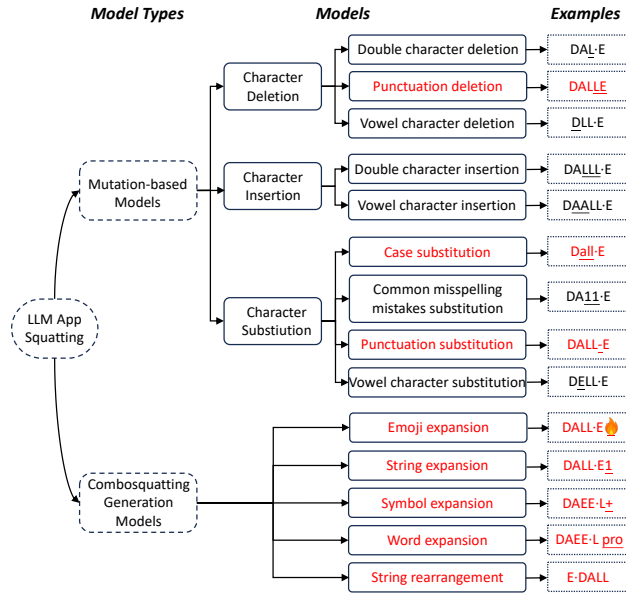 Model Types
Models
Examples
Double character deletion
DAL·E
Character
Deletion
Punctuation deletion
DALLE
Vowel character deletion
DLL·E
Mutation-based
Models
Character
Insertion
Double character insertion
DALLL·E
Vowel character insertion
DAALL·E
Case substitution
Dall·E
LLM App
Squatting
Character
Substiution
Common misspelling
mistakes substitution
DA11·E
Punctuation substitution
DALL-E
Vowel character substitution
DELL·E
Emoji expansion
DALL·E🔥
String expansion
DALL·E1
Combosquatting
Generation
Models
Symbol expansion
DAEE·L+
Word expansion
DAEE·L pro
String rearrangement
E·DALL